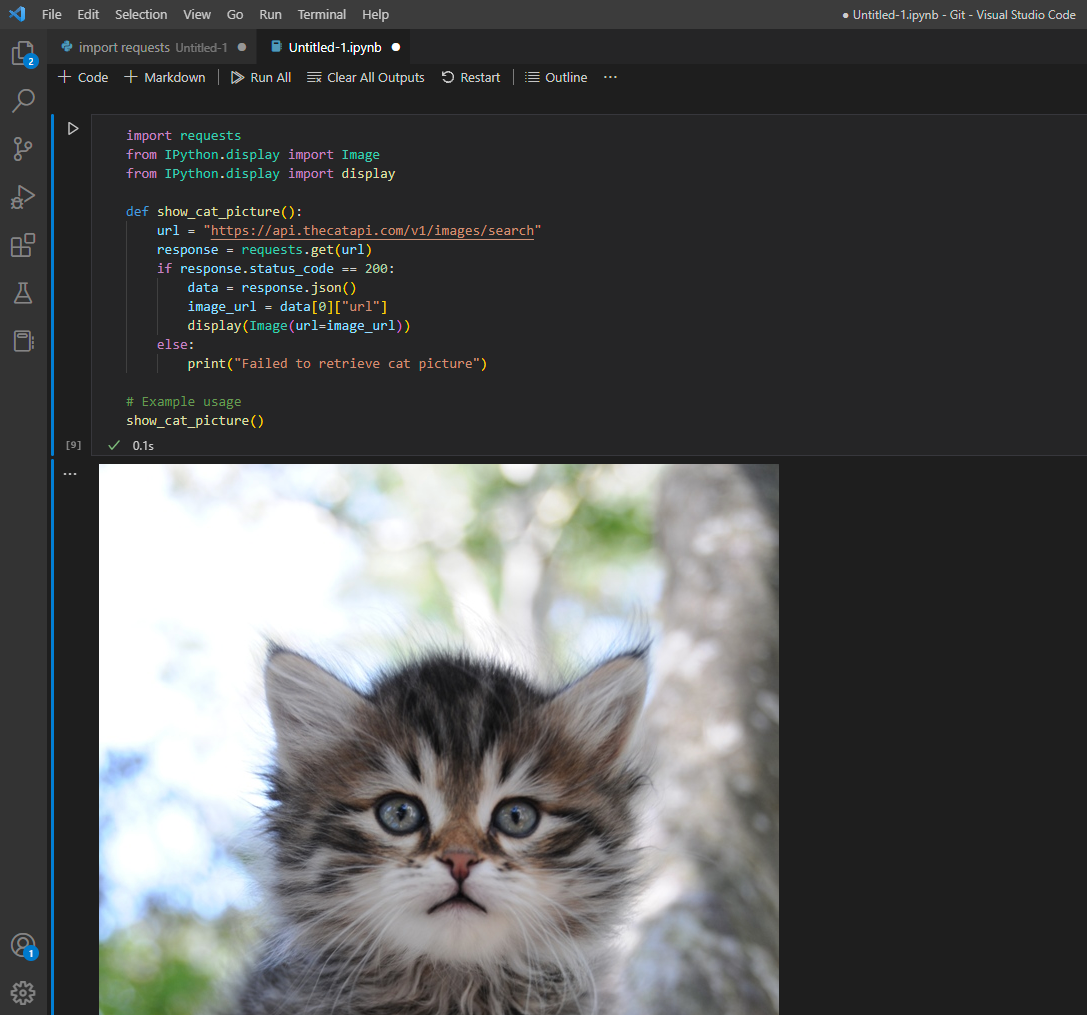 File Edit Selection View Go Run Terminal Help ● Untitled-1.ipynb - Git - Visual Studio Code
2 import requests Untitled-1 ● Untitled-1.ipynb ●
+ Code + Markdown Run All Clear All Outputs Restart Outline ...
import requests
from IPython.display import Image
from IPython.display import display
def show_cat_picture():
    url = "https://api.thecatapi.com/v1/images/search"
    response = requests.get(url)
    if response.status_code == 200:
        data = response.json()
        image_url = data[0]["url"]
        display(Image(url=image_url))
    else:
        print("Failed to retrieve cat picture")
# Example usage
show_cat_picture()
[9] ✓ 0.1s
...
1